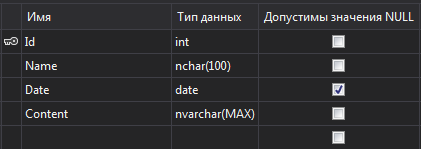 Имя Тип данных Допустимы значения NULL
Id int
Name nchar(100)
Date date
Content nvarchar(MAX)